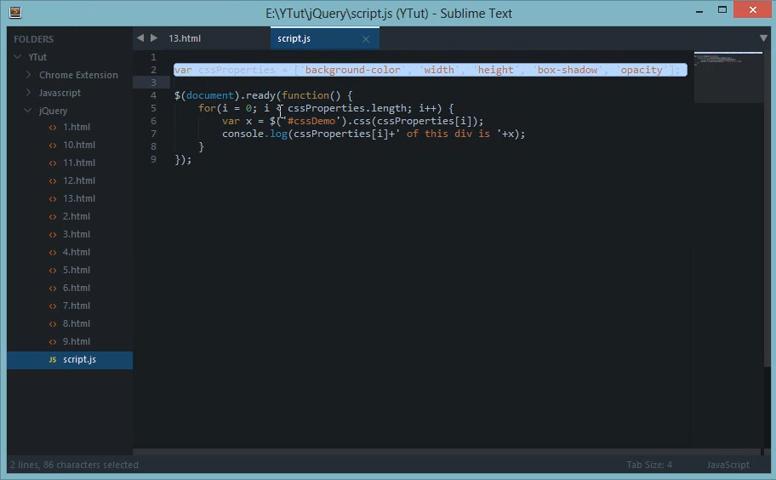 E:\YTut\jQuery\script.js (YTut) - Sublime Text
FOLDERS
YTut
Chrome Extension
Javascript
jQuery
1.html
10.html
11.html
12.html
13.html
2.html
3.html
4.html
5.html
6.html
7.html
8.html
9.html
JS script.js
13.html
script.js
1
2 var cssProperties = ['background-color', 'width', 'height', 'box-shadow', 'opacity'];
3
4 $(document).ready(function() {
5 for(i = 0; i < cssProperties.length; i++) {
6 var x = $('#cssDemo').css(cssProperties[i]);
7 console.log(cssProperties[i]+' of this div is '+x);
8 }
9 });
2 lines, 86 characters selected
Tab Size: 4
JavaScript